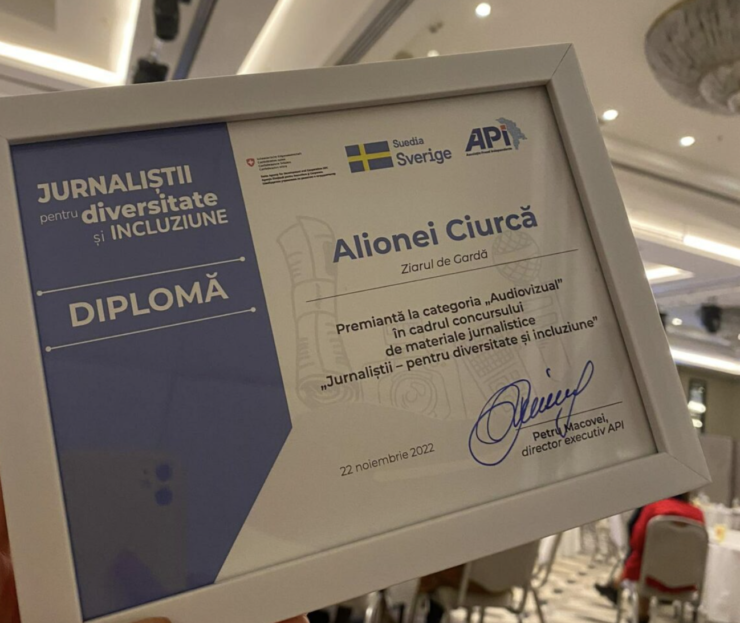 JURNALIȘTII
pentru diversitate
și INCLUZIUNE
DIPLOMĂ
Suedia
Sverige
API
Alionei Ciurcă
Ziarul de Gardă
Premiantă la categoria „Audiovizual”
în cadrul concursului
de materiale jurnalistice
„Jurnaliștii – pentru diversitate și incluziune”
22 noiembrie 2022
Petru Macovei,
director executiv API